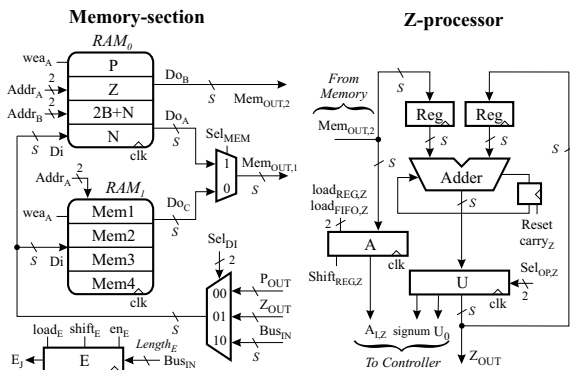 Memory-section
Z-processor
RAM0
weaA
P
2
AddrA
Z
DoB
S
MemOUT,2
2
AddrB
2B+N
DoA
S
SelMEM
S
Di
N
clk
1
0
MemOUT,1
S
AddrA
2
RAM1
DoC
S
weaA
Mem1
Mem2
S
Di
Mem3
Mem4
clk
SelDI
2
00
POUT
01
ZOUT
S
10
BusIN
S
loadE
shiftE
enE
LengthE
EJ
E
BusIN
From
Memory
MemOUT,2
S
S
Reg
Reg
S
S
S
Adder
S
Reset
carryZ
loadREG,Z
loadFIFO,Z
2
A
clk
ShiftREG,Z
U
clk
SelOP,Z
2
AI,Z
signum
U0
S
To Controller
ZOUT